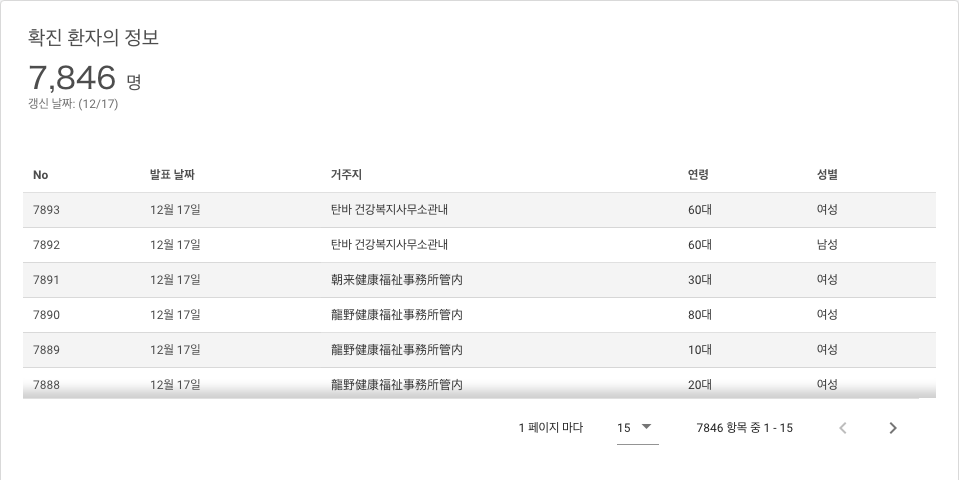 확진 환자의 정보
7,846 명
갱신 날짜: (12/17)
No 발표 날짜 거주지 연령 성별
7893 12월 17일 탄바 건강복지사무소관내 60대 여성
7892 12월 17일 탄바 건강복지사무소관내 60대 남성
7891 12월 17일 朝来健康福祉事務所管内 30대 여성
7890 12월 17일 龍野健康福祉事務所管内 80대 여성
7889 12월 17일 龍野健康福祉事務所管内 10대 여성
7888 12월 17일 龍野健康福祉事務所管内 20대 여성
1 페이지 마다 15 7846 항목 중 1 - 15